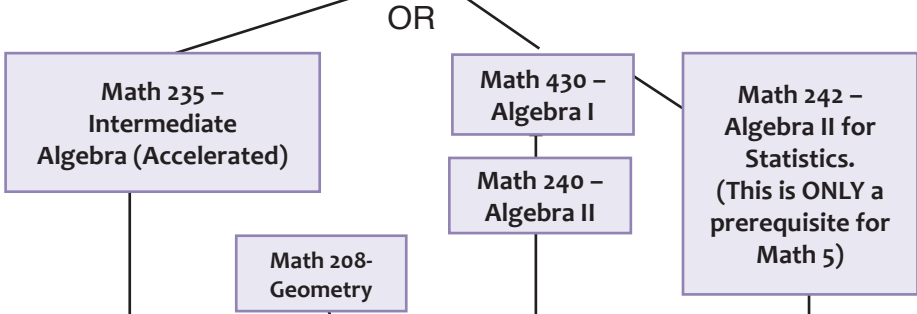 OR
Math 235 –
Intermediate
Algebra (Accelerated)
Math 430 –
Algebra I
Math 240 –
Algebra II
Math 242 –
Algebra II for
Statistics.
(This is ONLY a
prerequisite for
Math 5)
Math 208-
Geometry